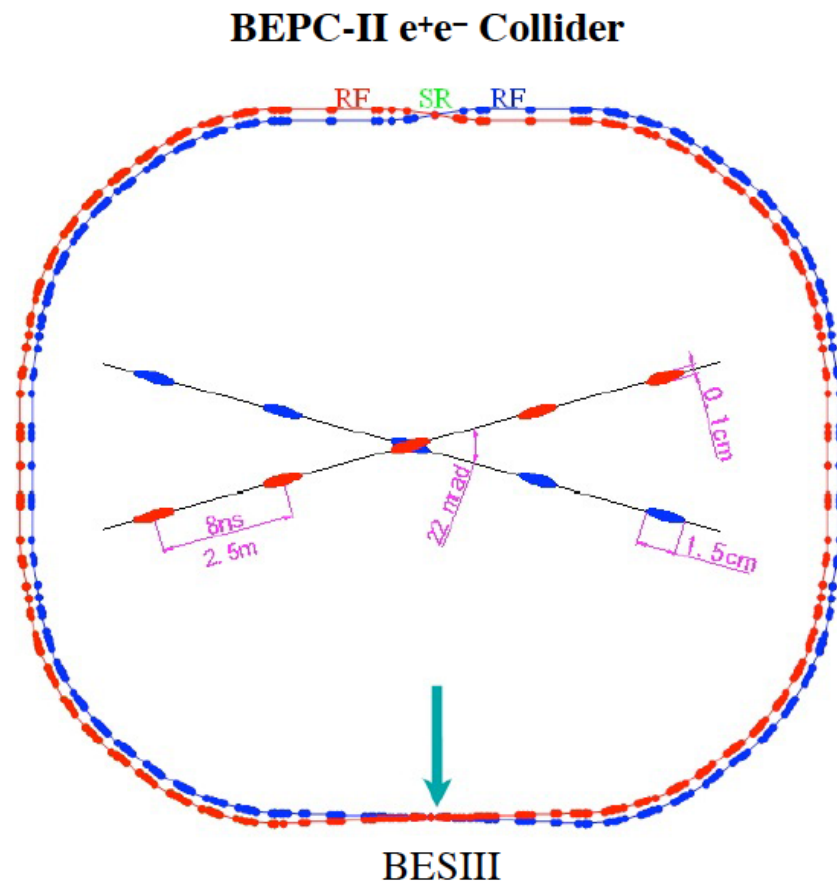 BEPC-II e⁺e⁻ Collider
RF SR RF
0.1cm
22 mrad
8ns
2.5m
1.5cm
BESIII